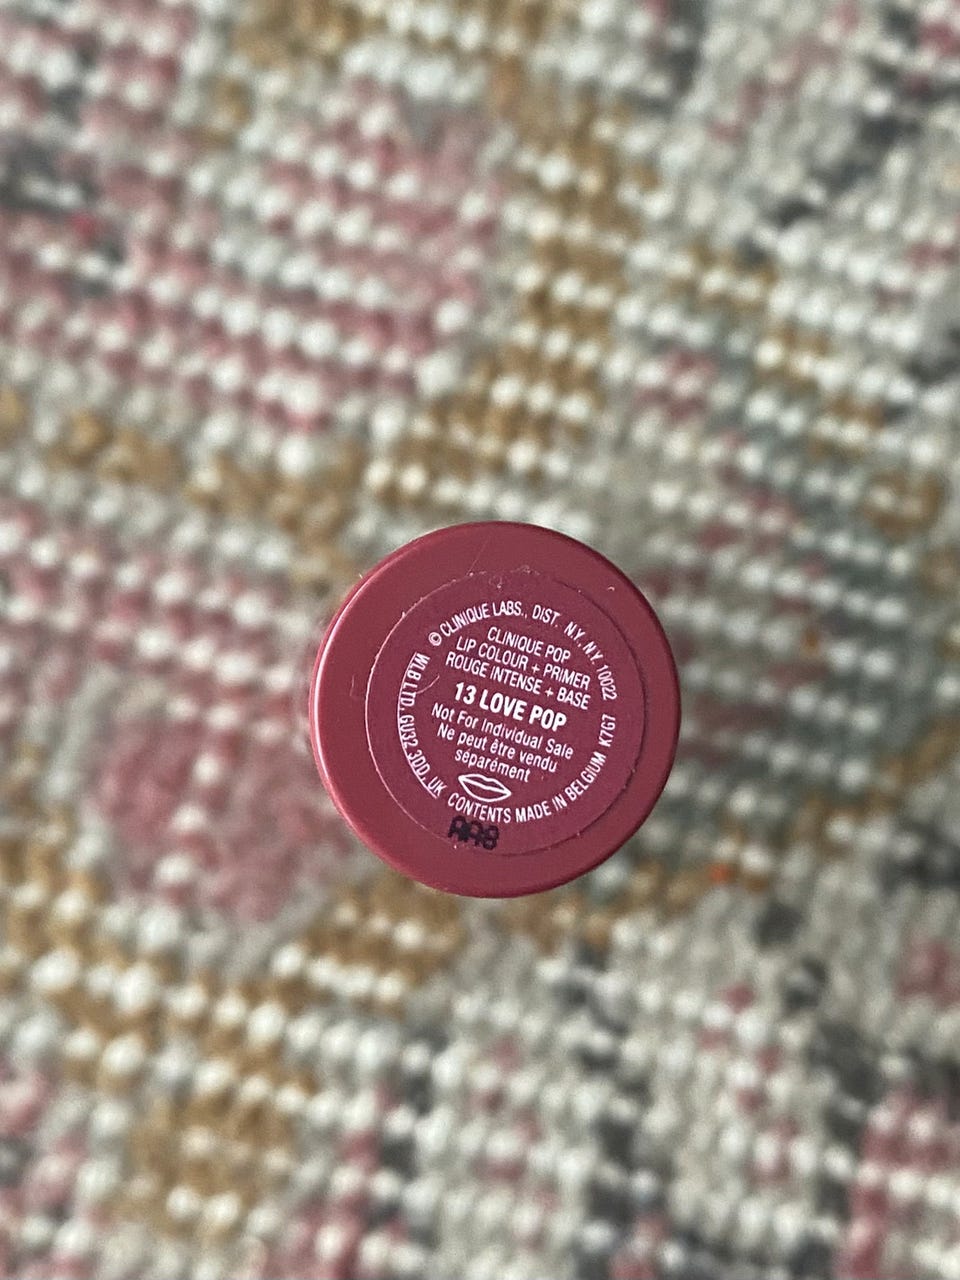 © CLINIQUE LABS., DIST. N.Y., N.Y. 10022
CLINIQUE POP
LIP COLOUR + PRIMER
ROUGE INTENSE + BASE
13 LOVE POP
Not For Individual Sale
Ne peut être vendu
séparément
W.B LTD, GU32 3DD, UK CONTENTS MADE IN BELGIUM K7G7
AA8